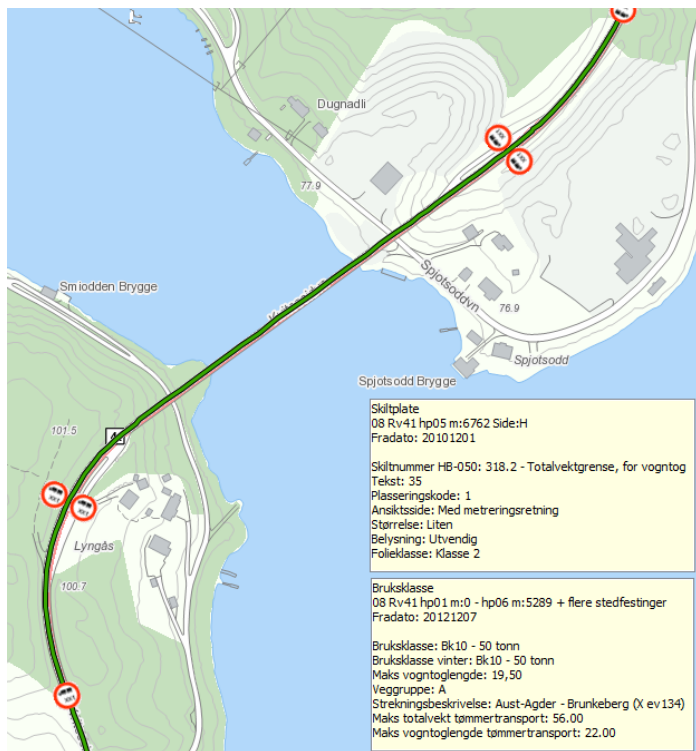 Dugnadli
77.9
Smiodden Brygge
Spjotsoddvn
76.9
Spjotsodd
Spjotsodd Brygge
101.5
Lyngås
100.7
Skiltplate
08 Rv41 hp05 m:6762 Side:H
Fradato: 20101201
Skiltnummer HB-050: 318.2 - Totalvektgrense, for vogntog
Tekst: 35
Plasseringskode: 1
Ansiktsside: Med metreringsretning
Størrelse: Liten
Belysning: Utvendig
Folieklasse: Klasse 2
Bruksklasse
08 Rv41 hp01 m:0 - hp06 m:5289 + flere stedfestinger
Fradato: 20121207
Bruksklasse: Bk10 - 50 tonn
Bruksklasse vinter: Bk10 - 50 tonn
Maks vogntoglengde: 19,50
Veggruppe: A
Strekningsbeskrivelse: Aust-Agder - Brunkeberg (X ev134)
Maks totalvekt tømmertransport: 56.00
Maks vogntoglengde tømmertransport: 22.00